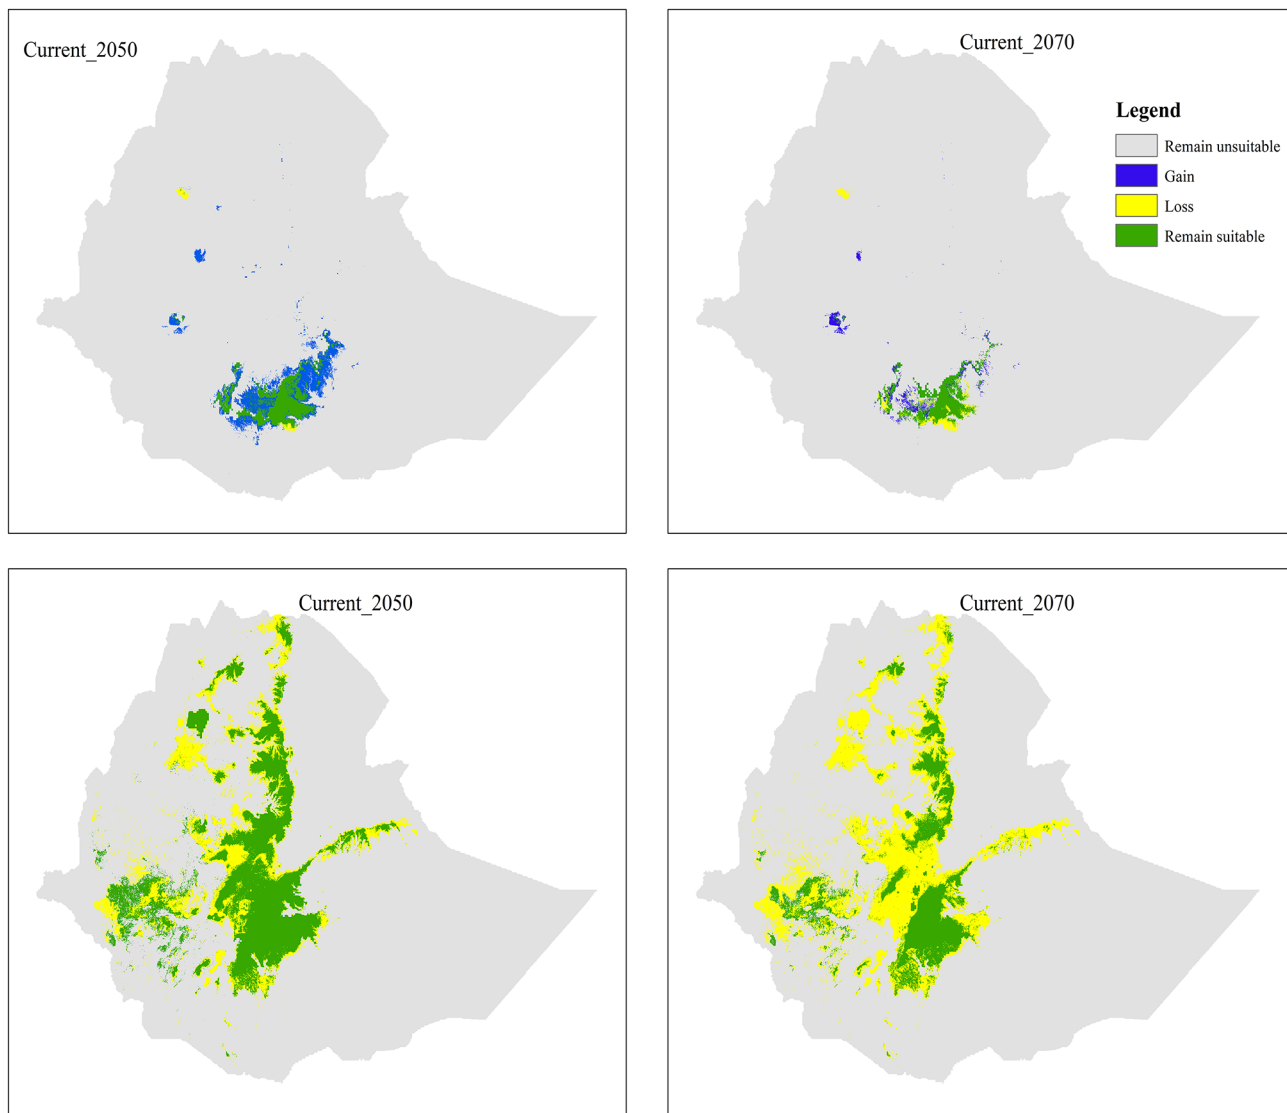 Current_2050
Current_2070
Legend
Remain unsuitable
Gain
Loss
Remain suitable
Current_2050
Current_2070